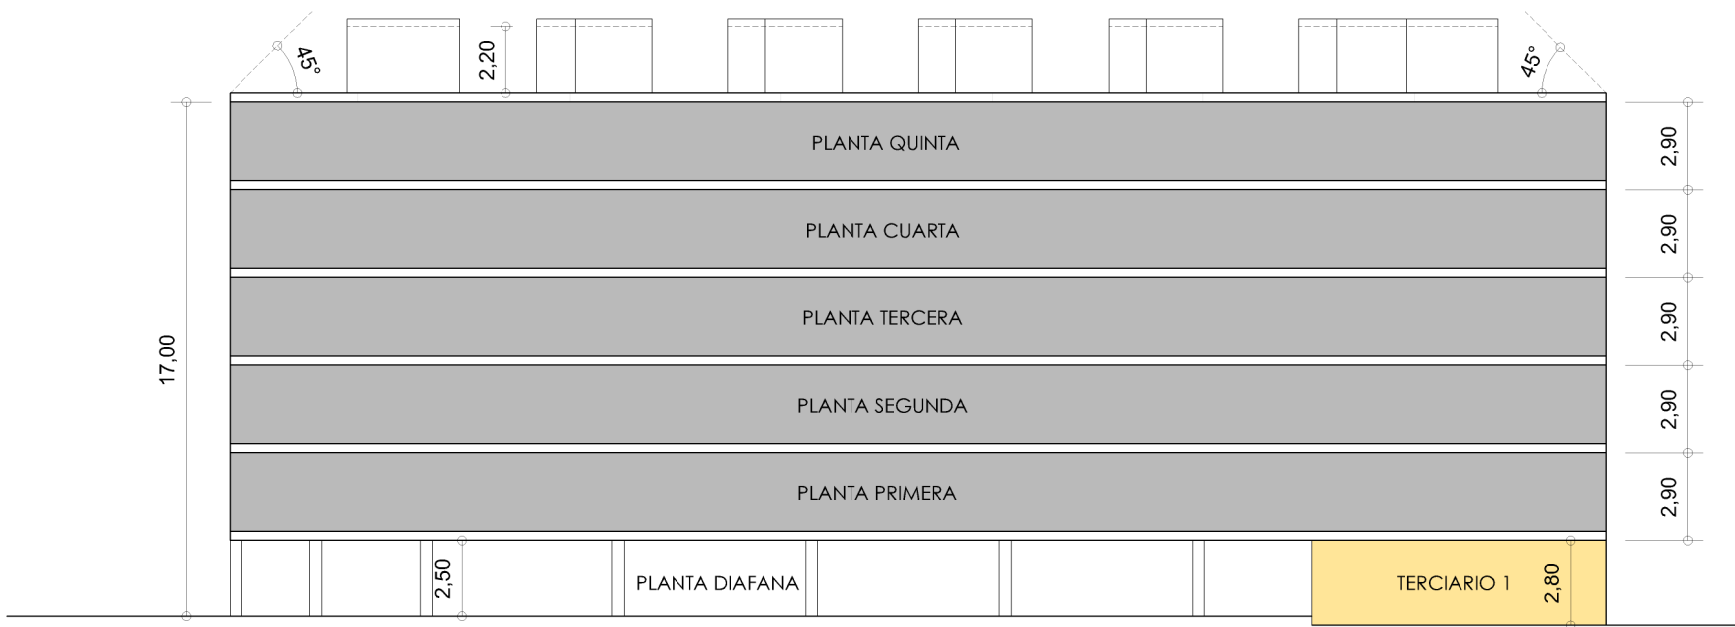 45°
2,20
45°
PLANTA QUINTA
2,90
PLANTA CUARTA
2,90
PLANTA TERCERA
2,90
17,00
PLANTA SEGUNDA
2,90
PLANTA PRIMERA
2,90
2,50
PLANTA DIAFANA
TERCIARIO 1
2,80